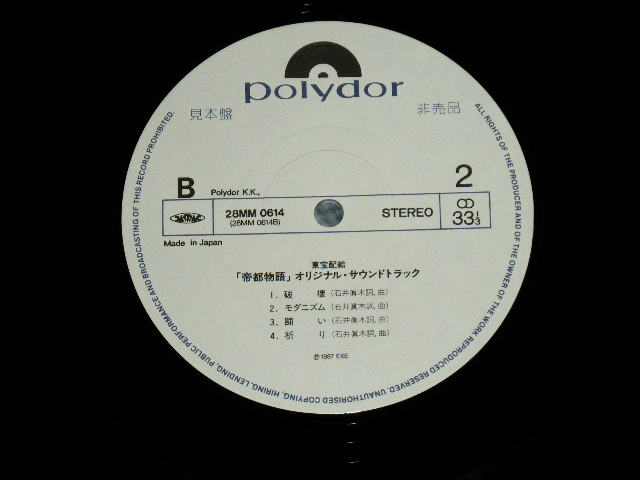 polydor
見本盤
非売品
B
2
Polydor K.K.,
28MM 0614
(28MM 0614B)
STEREO
33 1/3
Made in Japan
東宝配給
「帝都物語」オリジナル・サウンドトラック
1. 破 壊 (石井眞木詞, 曲)
2. モダニズム (石井眞木詞, 曲)
3. 闘 い (石井眞木詞, 曲)
4. 祈 り (石井眞木詞, 曲)
℗1987 EXE
ALL RIGHTS OF THE PRODUCER AND OF THE OWNER OF THE WORK REPRODUCED RESERVED. UNAUTHORISED COPYING, HIRING, LENDING, PUBLIC PERFORMANCE AND BROADCASTING OF THIS RECORD PROHIBITED.